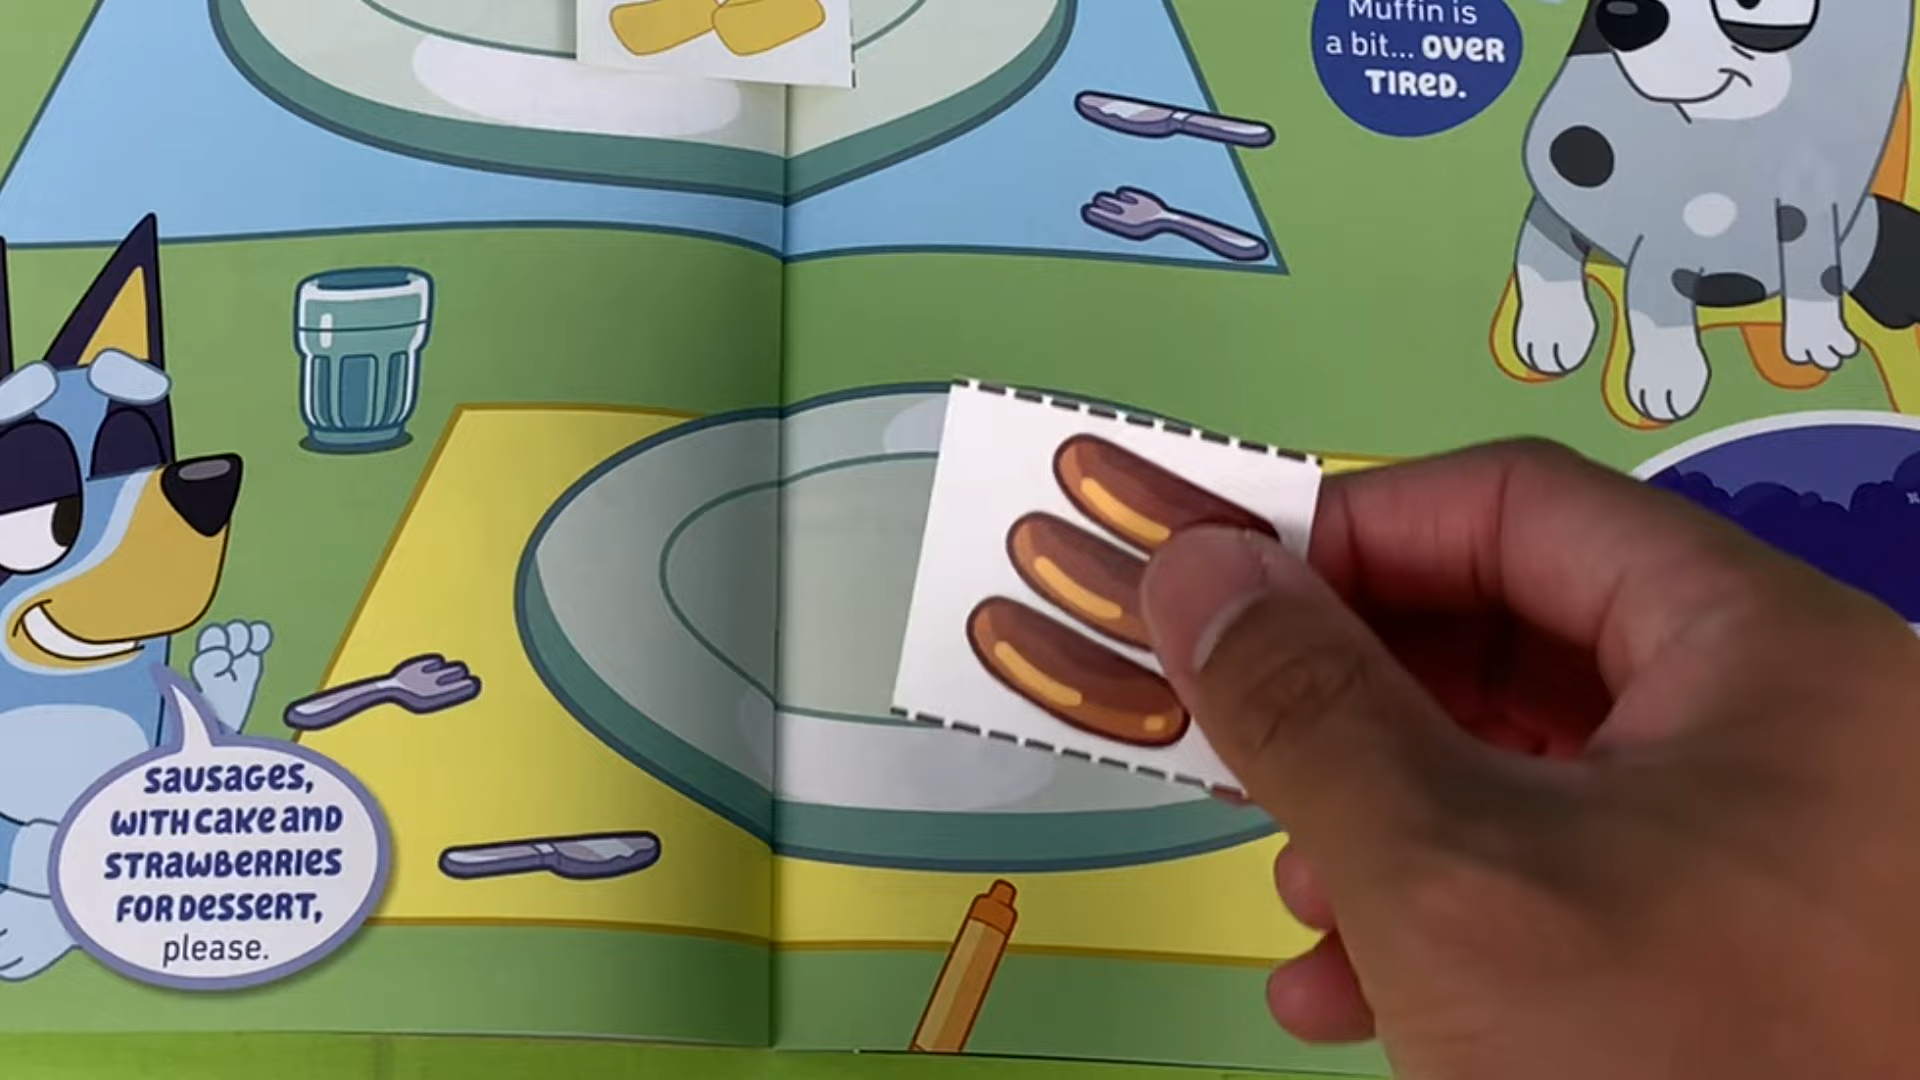 Muffin is
a bit... OVER
TIRED.
SAUSAGES,
WITH CAKE AND
STRAWBERRIES
FOR DESSERT,
please.